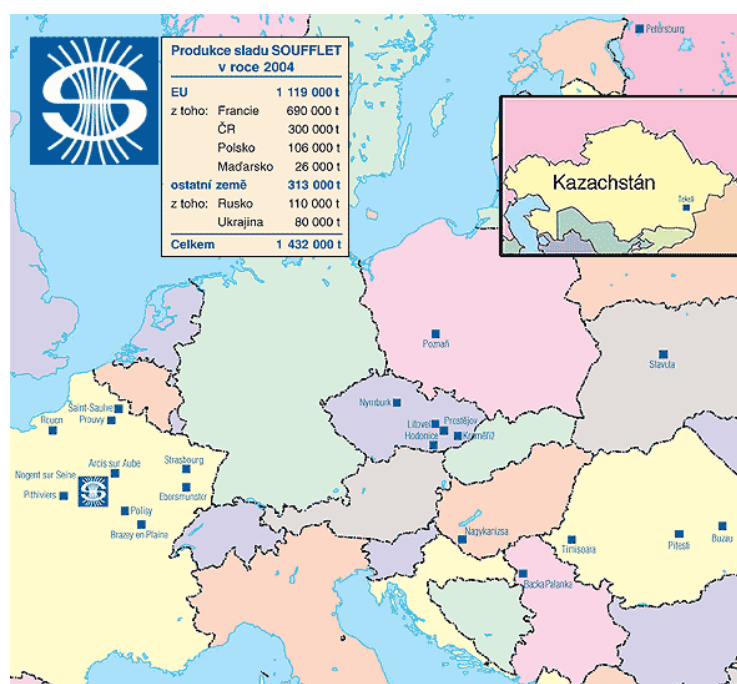 Petersburg
Produkce sladu SOUFFLET
v roce 2004
EU 1 119 000 t
z toho: Francie 690 000 t
ČR 300 000 t
Polsko 106 000 t
Maďarsko 26 000 t
ostatní země 313 000 t
z toho: Rusko 110 000 t
Ukrajina 80 000 t
Celkem 1 432 000 t
Kazachstán
Tekeli
Poznaň
Slavuta
Nymburk
Saint-Saulve
Prouvy
Rouen
Litovel
Prostějov
Hodonice
Kroměříž
Arcis sur Aube
Strasbourg
Nogent sur Seine
Pithiviers
Ebersmunster
Polisy
Brazey en Plaine
Nagykanizsa
Timisoara
Pitesti
Buzau
Backa Palanka